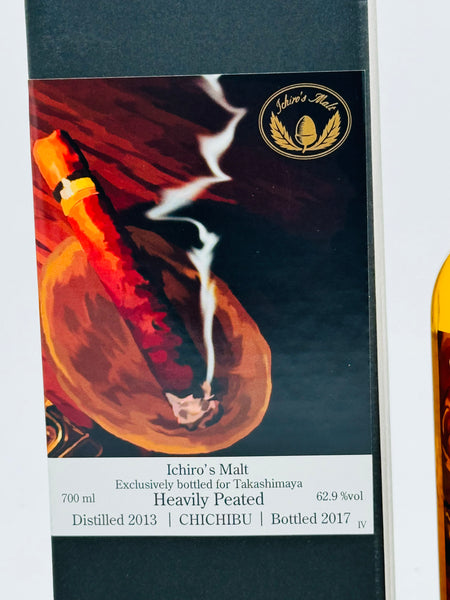 Ichiro's Malt
Ichiro's Malt
Exclusively bottled for Takashimaya
700 ml Heavily Peated 62.9 %vol
Distilled 2013 | CHICHIBU | Bottled 2017 IV